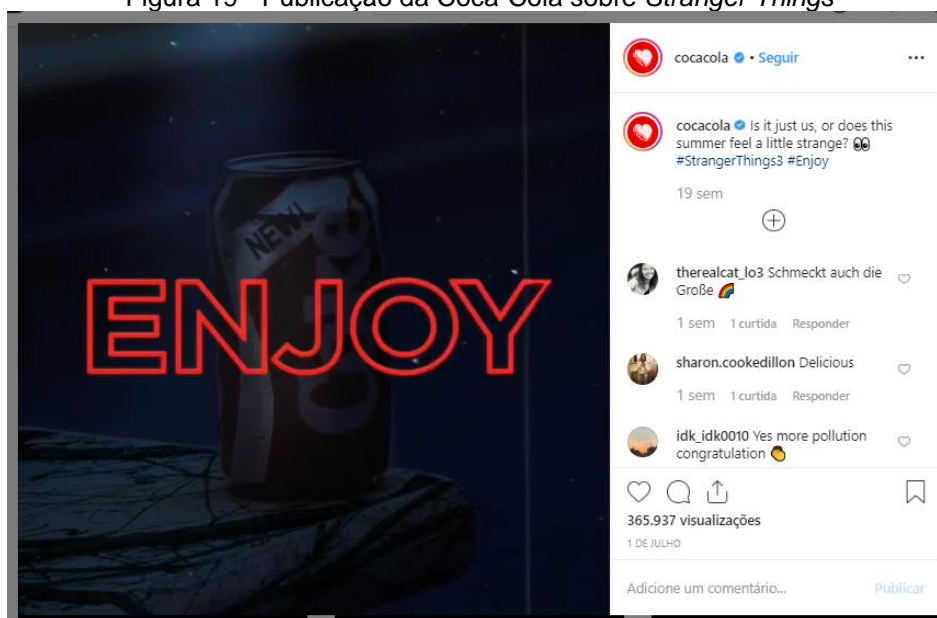 Figura 19 - Publicação da Coca-Cola sobre Stranger Things
NEW!
ENJOY
cocacola • Seguir
cocacola Is it just us, or does this
summer feel a little strange? 👀
#StrangerThings3 #Enjoy
19 sem
therealcat_lo3 Schmeckt auch die
Große 🌈
1 sem 1 curtida Responder
sharon.cookedillon Delicious
1 sem 1 curtida Responder
idk_idk0010 Yes more pollution
congratulation 👏
365.937 visualizações
1 DE JULHO
Adicione um comentário... Publicar